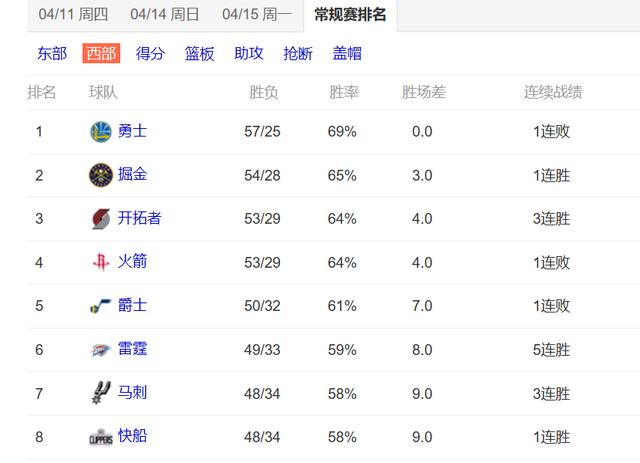 04/11 周四 04/14 周日 04/15 周一 常规赛排名
东部 西部 得分 篮板 助攻 抢断 盖帽
排名 球队 胜负 胜率 胜场差 连续战绩
1 勇士 57/25 69% 0.0 1连败
2 掘金 54/28 65% 3.0 1连胜
3 开拓者 53/29 64% 4.0 3连胜
4 火箭 53/29 64% 4.0 1连败
5 爵士 50/32 61% 7.0 1连败
6 雷霆 49/33 59% 8.0 5连胜
7 马刺 48/34 58% 9.0 3连胜
8 CLIPPERS 快船 48/34 58% 9.0 1连胜